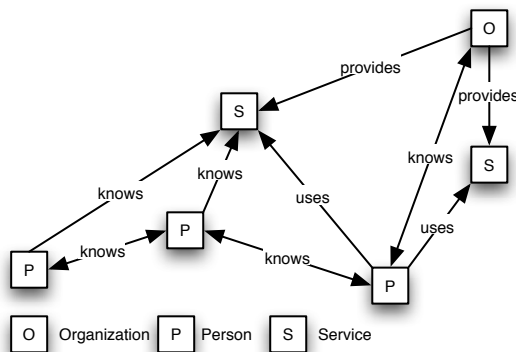 O
provides
provides
S
knows
S
knows
knows
uses
uses
P
knows
knows
P
P
O Organization P Person S Service